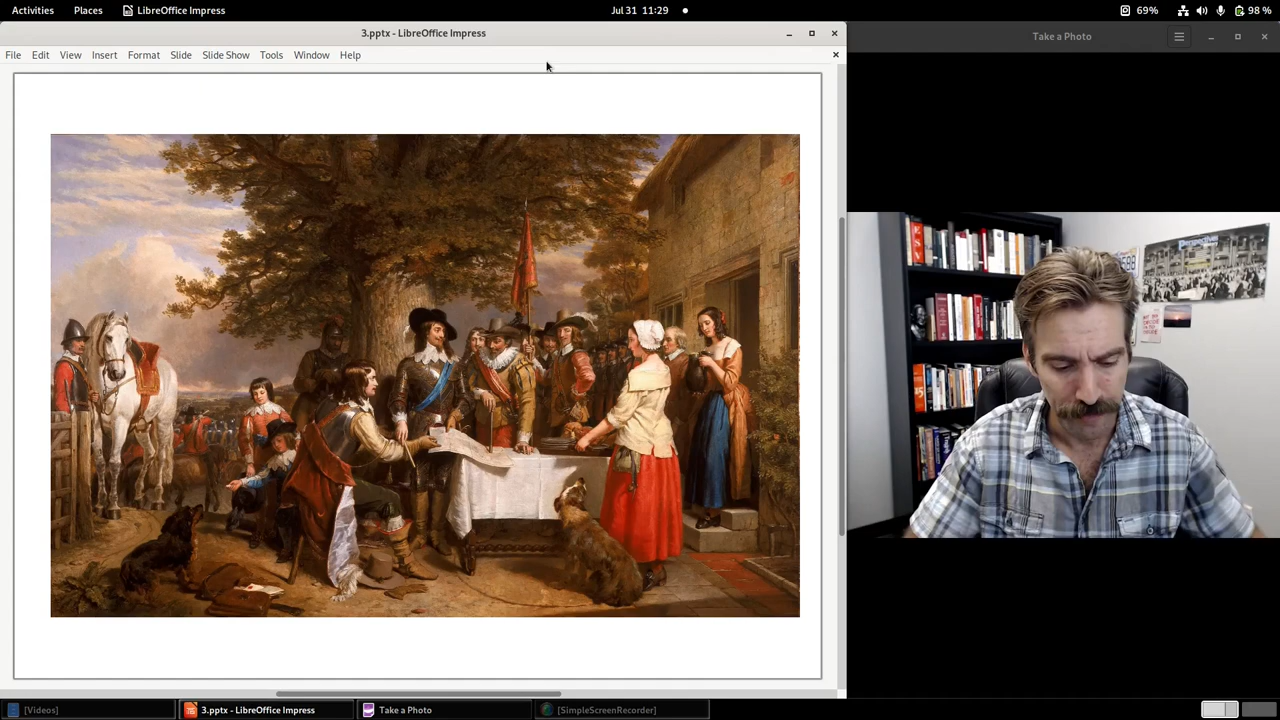 Activities Places LibreOffice Impress Jul 31 11:29 69% 98 %
3.pptx - LibreOffice Impress
File Edit View Insert Format Slide Slide Show Tools Window Help
Take a Photo
[Videos] 3.pptx - LibreOffice Impress Take a Photo [SimpleScreenRecorder]